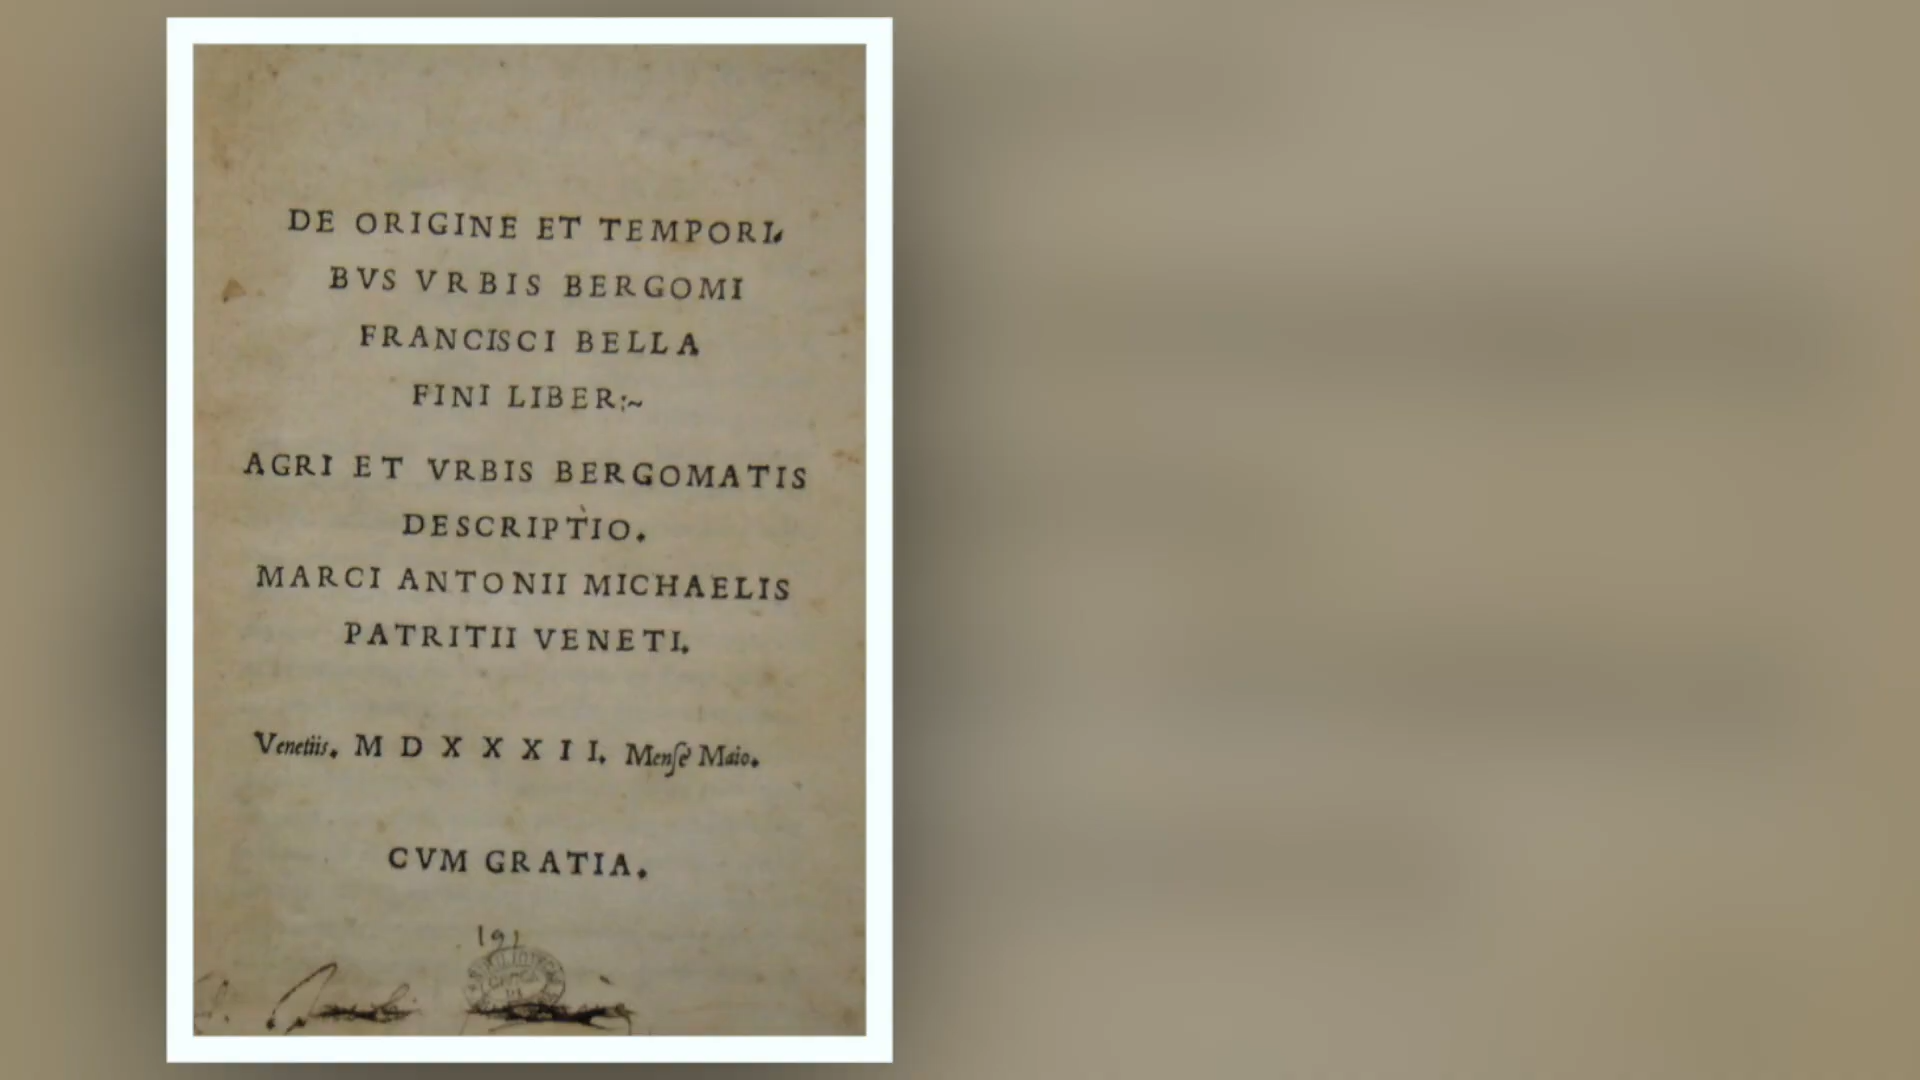 DE ORIGINE ET TEMPORI
BVS VRBIS BERGOMI
FRANCISCI BELLA
FINI LIBER:~
AGRI ET VRBIS BERGOMATIS
DESCRIPTIO.
MARCI ANTONII MICHAELIS
PATRITII VENETI.
Venetiis. M D X X X I I. Menſe Maio.
CVM GRATIA.
191